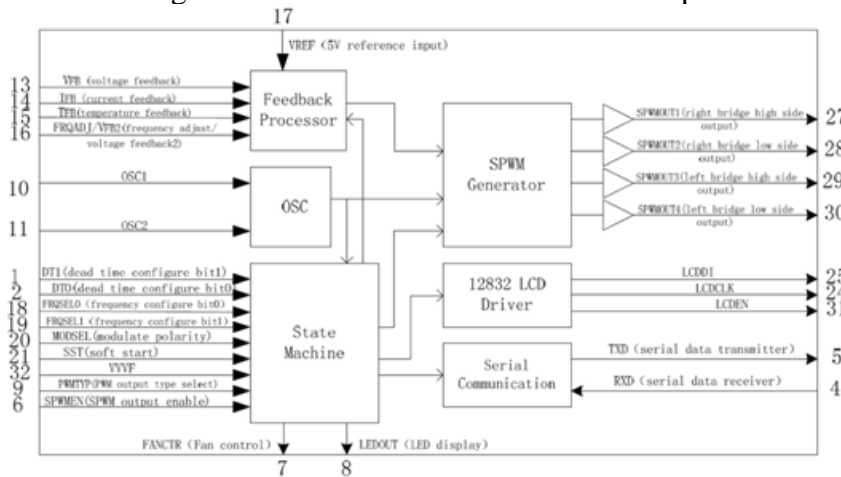 17
VREF (5V reference input)
13
VFB (voltage feedback)
14
IFB (current feedback)
15
TFB(temperature feedback)
16
FRQADJ/VFB2(frequency adjust/
voltage feedback2)
Feedback
Processor
10
OSC1
11
OSC2
OSC
SPWM
Generator
SPWMOUT1(right bridge high side
output)
27
SPWMOUT2(right bridge low side
output)
28
SPWMOUT3(left bridge high side
output)
29
SPWMOUT4(left bridge low side
output)
30
1
DT1(dead time configure bit1)
2
DT0(dead time configure bit0)
18
FRQSEL0 (frequency configure bit0)
19
FRQSEL1 (frequency configure bit1)
20
MODSEL(modulate polarity)
21
SST(soft start)
32
VVVF
9
PWMTYP(PWM output type select)
6
SPWMEN(SPWM output enable)
State
Machine
12832 LCD
Driver
LCDDI
25
LCDCLK
24
LCDEN
31
Serial
Communication
TXD (serial data transmitter)
5
RXD (serial data receiver)
4
FANCTR (Fan control)
7
LEDOUT (LED display)
8